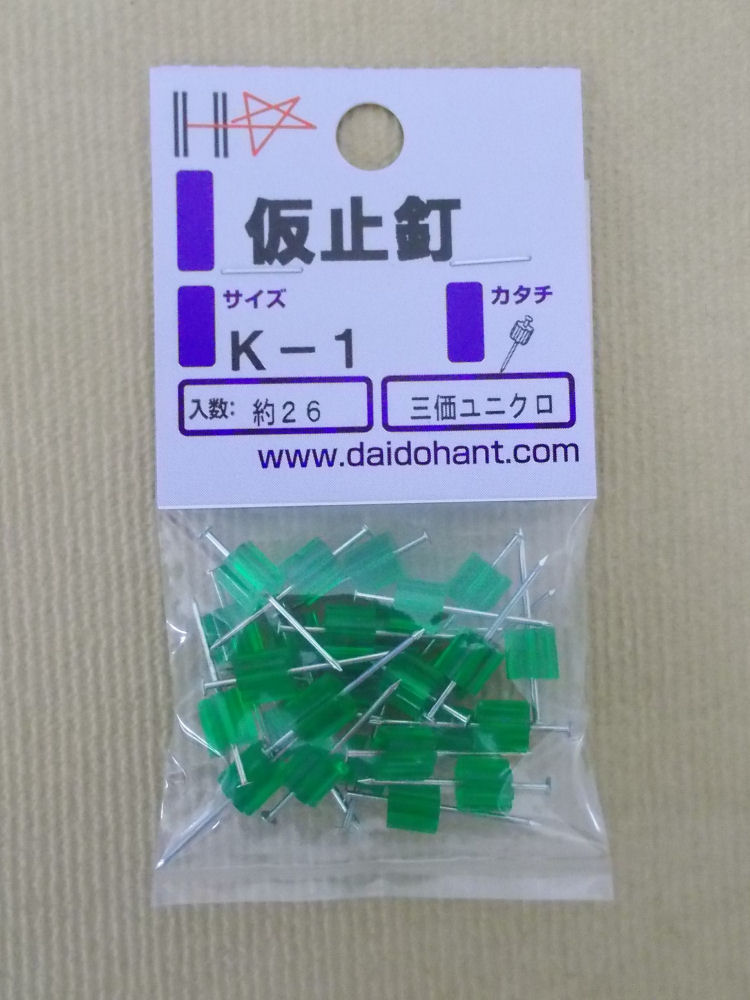 H☆
仮止釘
サイズ
カタチ
K-1
入数: 約26
三価ユニクロ
www.daidohant.com